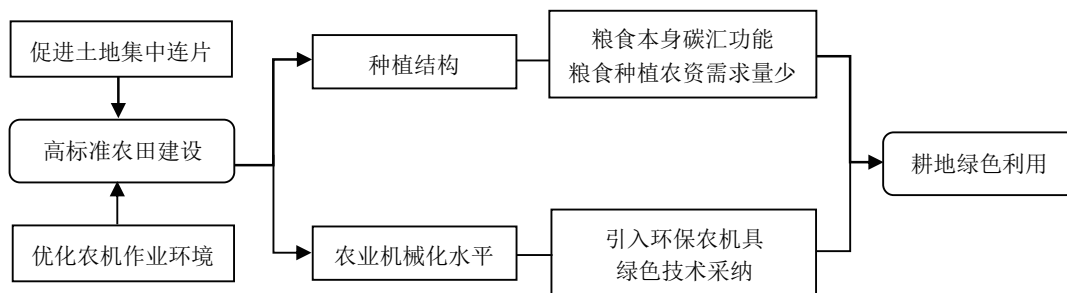 促进土地集中连片
高标准农田建设
优化农机作业环境
种植结构
粮食本身碳汇功能
粮食种植农资需求量少
农业机械化水平
引入环保农机具
绿色技术采纳
耕地绿色利用